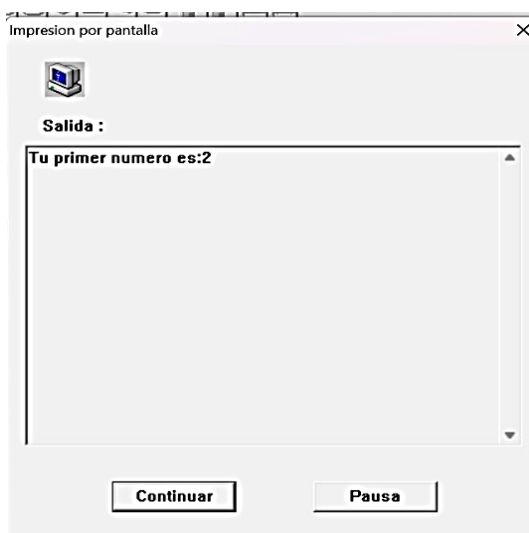 Impresion por pantalla
Salida :
Tu primer numero es:2
Continuar
Pausa